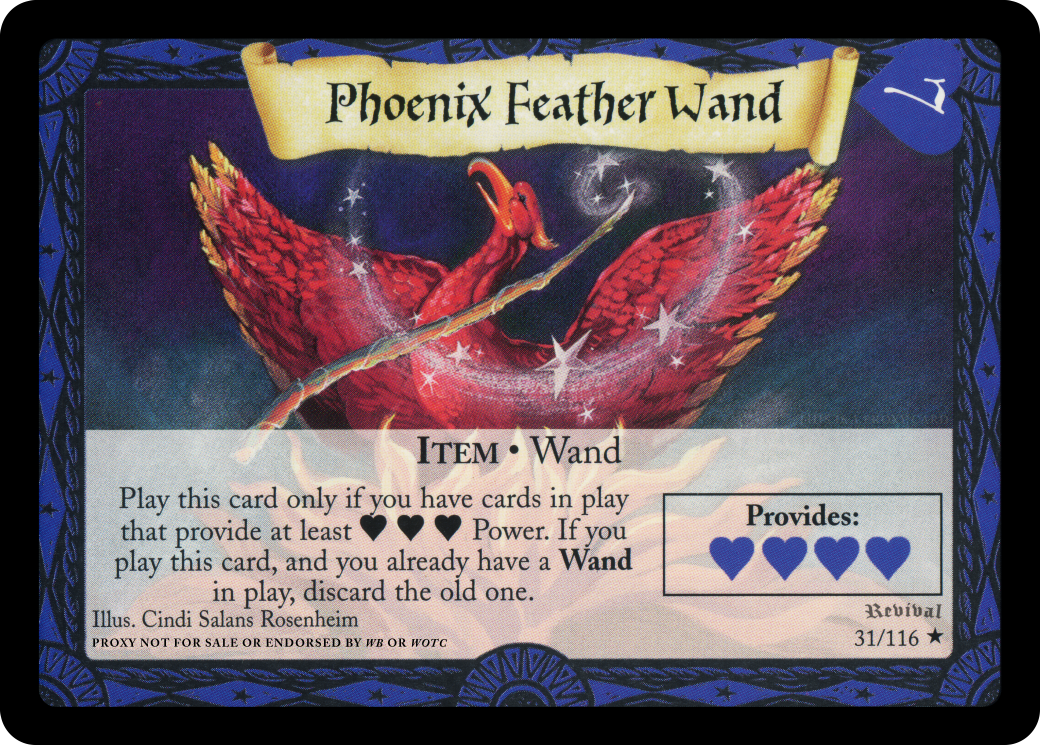 Phoenix Feather Wand
7
ITEM • Wand
Play this card only if you have cards in play
that provide at least ♥ ♥ ♥ Power. If you
play this card, and you already have a Wand
in play, discard the old one.
Provides:
♥ ♥ ♥ ♥
Illus. Cindi Salans Rosenheim
PROXY NOT FOR SALE OR ENDORSED BY WB OR WOTC
Revival
31/116 ★